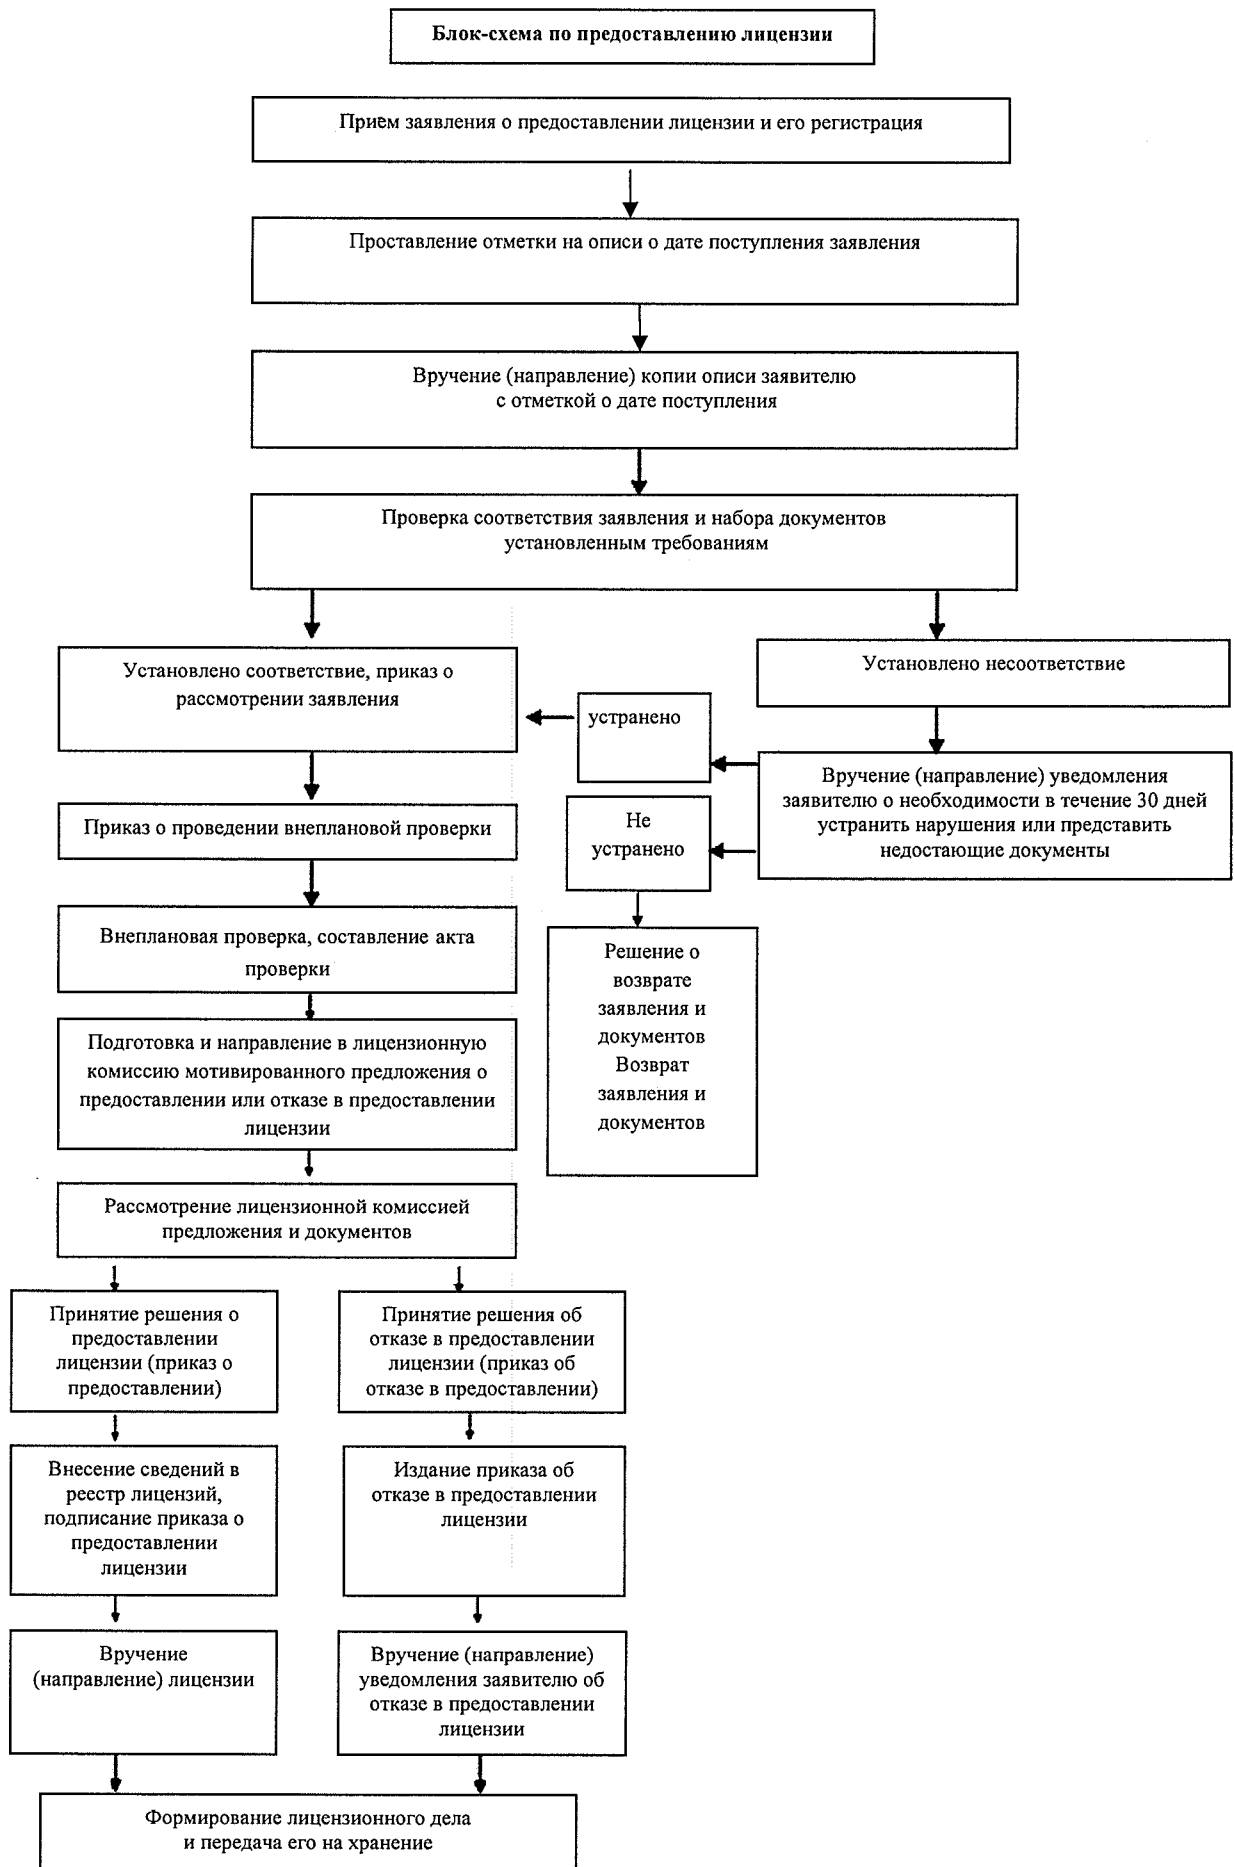 Блок-схема по предоставлению лицензии
Прием заявления о предоставлении лицензии и его регистрация
Проставление отметки на описи о дате поступления заявления
Вручение (направление) копии описи заявителю
с отметкой о дате поступления
Проверка соответствия заявления и набора документов
установленным требованиям
Установлено соответствие, приказ о
рассмотрении заявления
Установлено несоответствие
устранено
Вручение (направление) уведомления
заявителю о необходимости в течение 30 дней
устранить нарушения или представить
недостающие документы
Не
устранено
Приказ о проведении внеплановой проверки
Внеплановая проверка, составление акта
проверки
Решение о
возврате
заявления и
документов
Возврат
заявления и
документов
Подготовка и направление в лицензионную
комиссию мотивированного предложения о
предоставлении или отказе в предоставлении
лицензии
Рассмотрение лицензионной комиссией
предложения и документов
Принятие решения о
предоставлении
лицензии (приказ о
предоставлении)
Принятие решения об
отказе в предоставлении
лицензии (приказ об
отказе в предоставлении)
Внесение сведений в
реестр лицензий,
подписание приказа о
предоставлении
лицензии
Издание приказа об
отказе в предоставлении
лицензии
Вручение
(направление) лицензии
Вручение (направление)
уведомления заявителю об
отказе в предоставлении
лицензии
Формирование лицензионного дела
и передача его на хранение